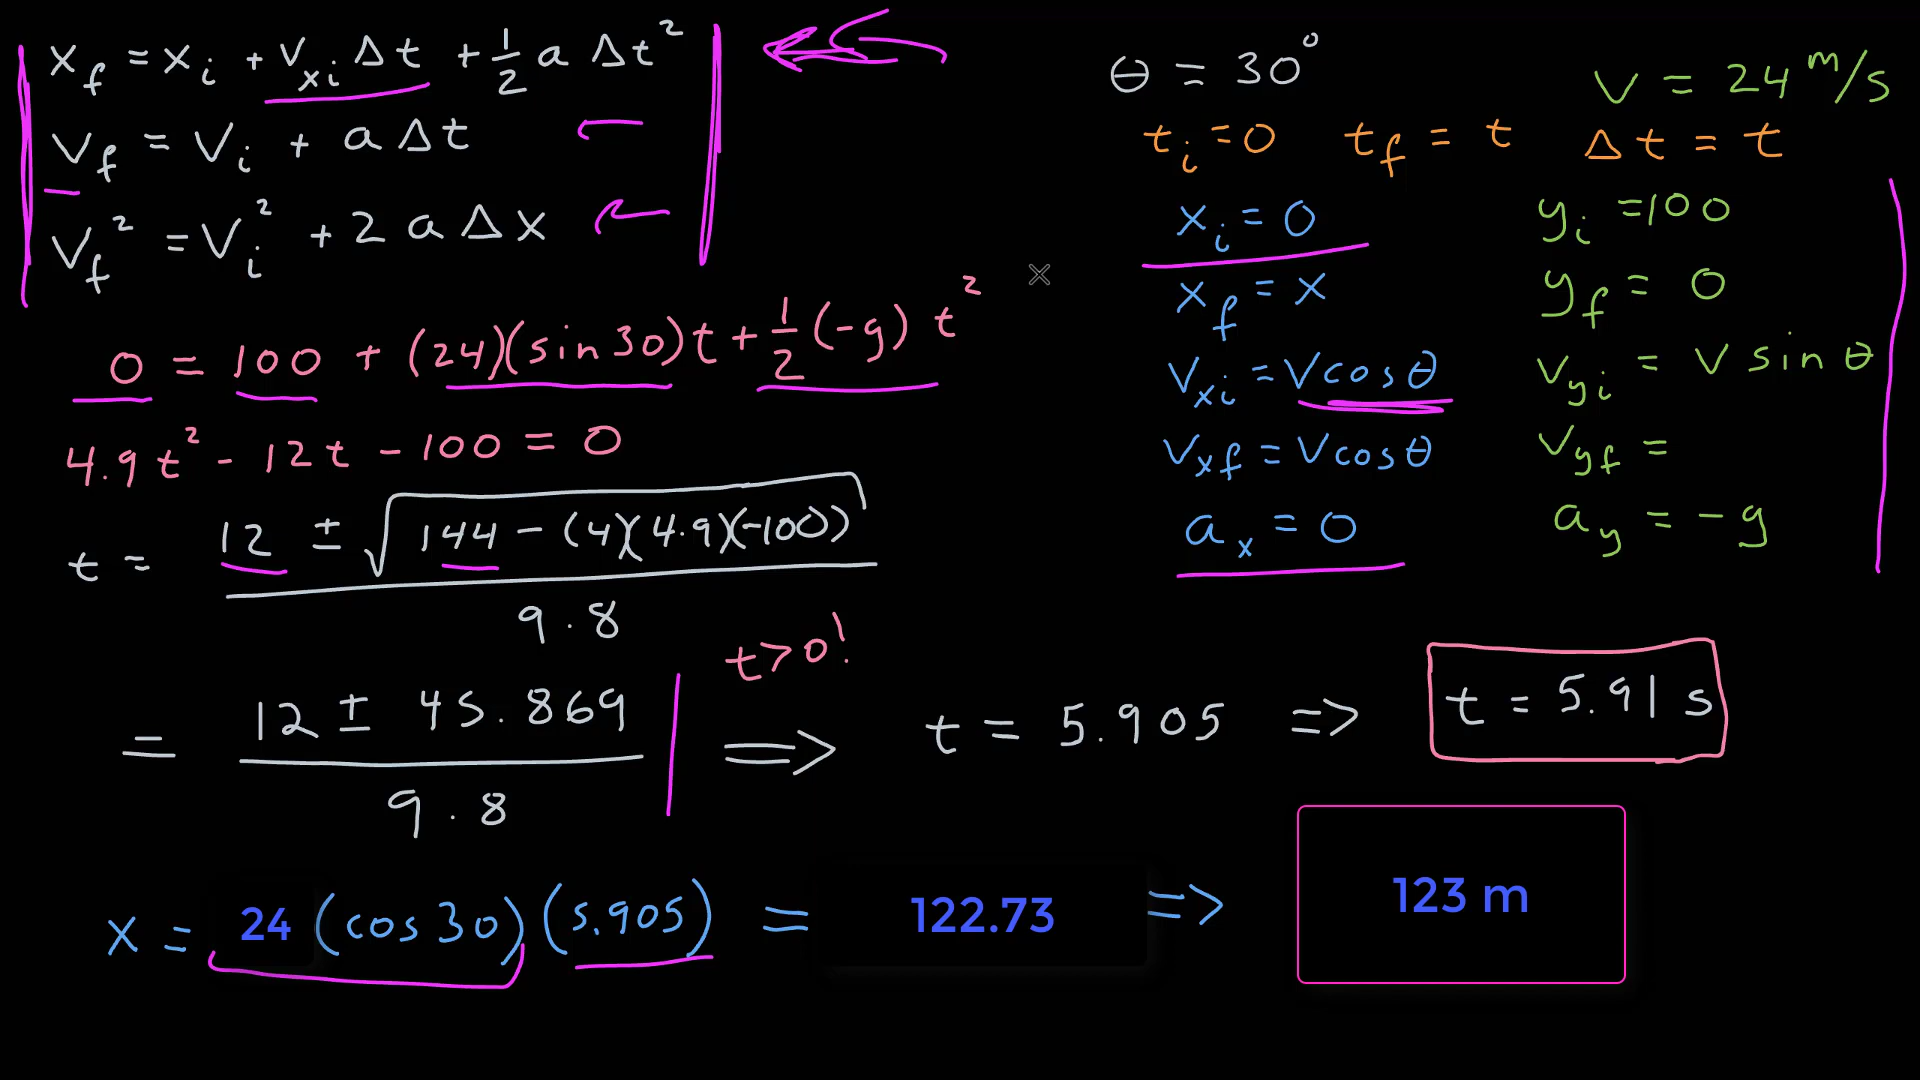 x_f = x_i + v_xi Δt + 1/2 a Δt²
v_f = v_i + a Δt
v_f² = v_i² + 2 a Δx
0 = 100 + (24)(sin 30)t + 1/2 (-g) t²
4.9t² - 12t - 100 = 0
t = (12 ± √(144 - (4)(4.9)(-100))) / 9.8
= (12 ± 45.869) / 9.8
t > 0!
⇒ t = 5.905 ⇒ t = 5.91 s
x = 24 (cos 30)(5.905) = 122.73 ⇒ 123 m
θ = 30° v = 24 m/s
t_i = 0 t_f = t Δt = t
x_i = 0
x_f = x
v_xi = v cos θ
v_xf = v cos θ
a_x = 0
y_i = 100
y_f = 0
v_yi = v sin θ
v_yf =
a_y = -g